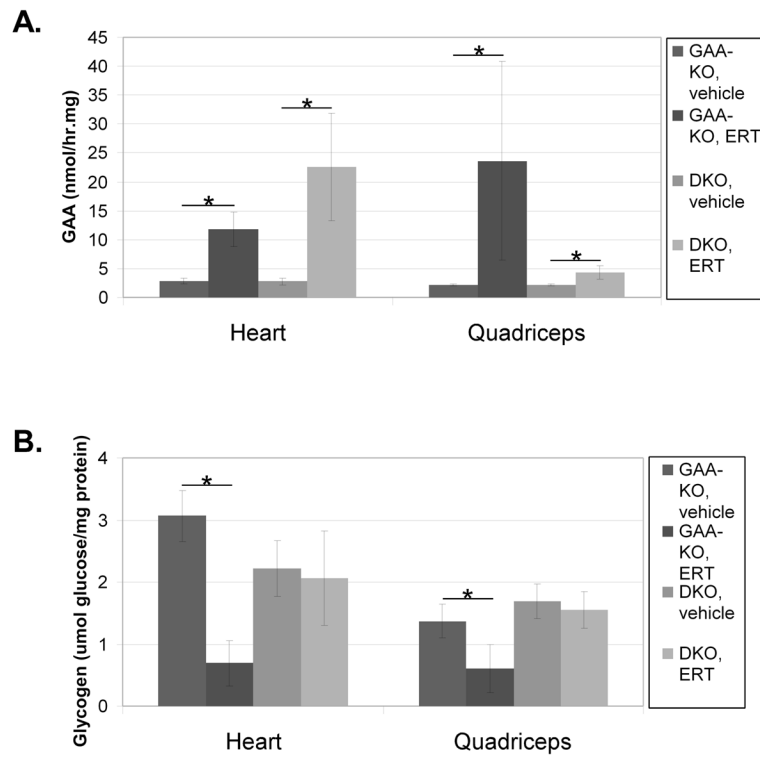 A.
GAA (nmol/hr.mg)
45
40
35
30
25
20
15
10
5
0
*
*
*
*
Heart
Quadriceps
GAA-
KO,
vehicle
GAA-
KO, ERT
DKO,
vehicle
DKO,
ERT
B.
Glycogen (umol glucose/mg protein)
4
3
2
1
0
*
*
Heart
Quadriceps
GAA-
KO,
vehicle
GAA-
KO,
ERT
DKO,
vehicle
DKO,
ERT